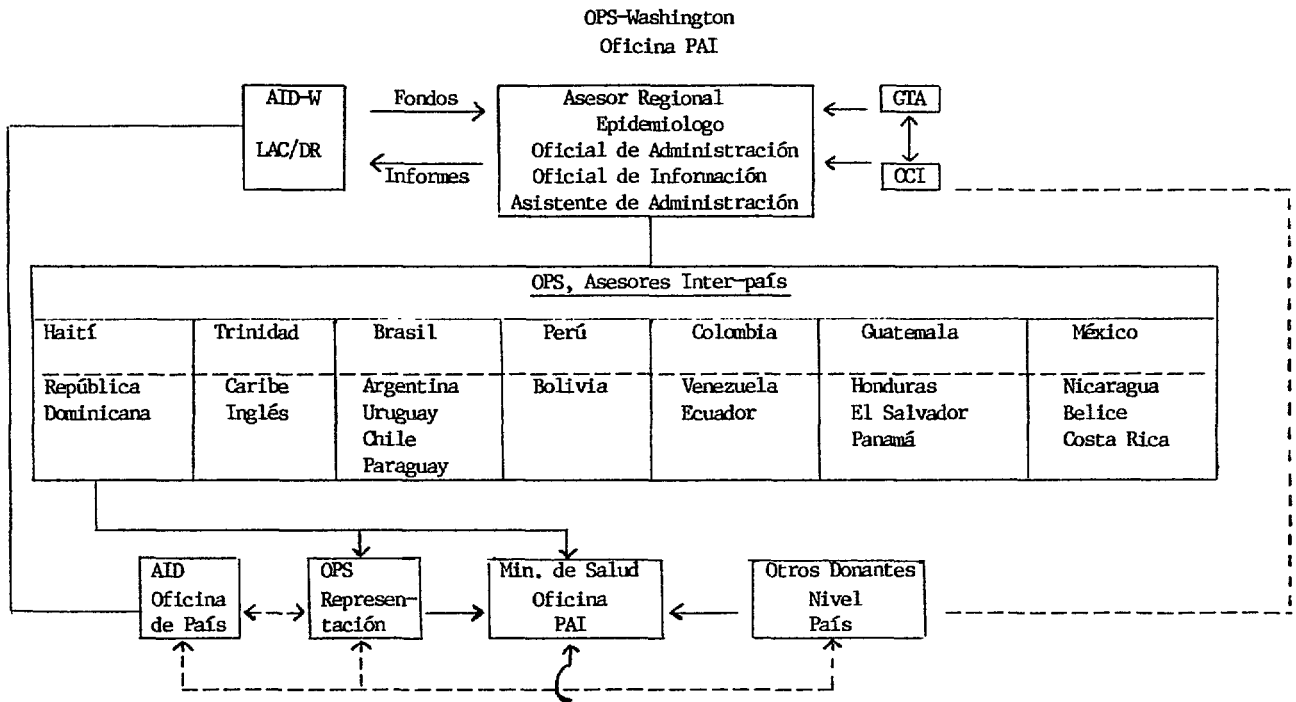 OPS-Washington
Oficina PAI
AID-W
LAC/DR
Fondos
Informes
Asesor Regional
Epidemiologo
Oficial de Administración
Oficial de Información
Asistente de Administración
GTA
CCI
OPS, Asesores Inter-país
Haití
Trinidad
Brasil
Perú
Colombia
Guatemala
México
República
Dominicana
Caribe
Inglés
Argentina
Uruguay
Chile
Paraguay
Bolivia
Venezuela
Ecuador
Honduras
El Salvador
Panamá
Nicaragua
Belice
Costa Rica
AID
Oficina
de País
OPS
Represen-
tación
Min. de Salud
Oficina
PAI
Otros Donantes
Nivel
País